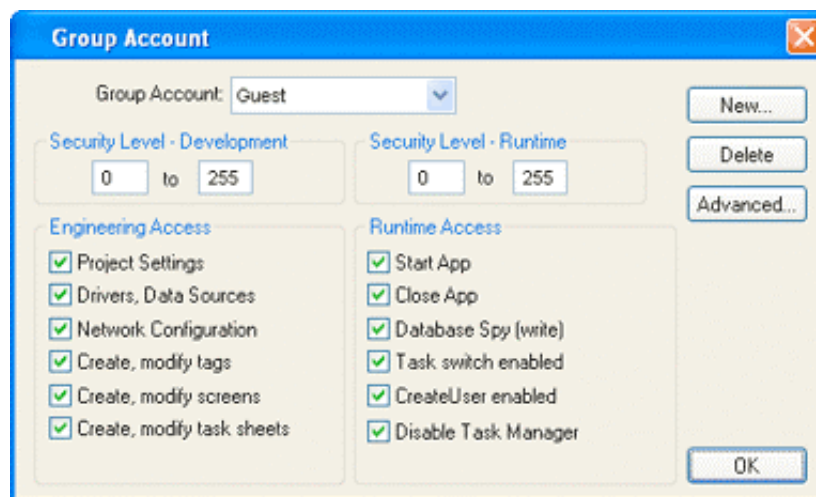 Group Account
Group Account: Guest
New...
Security Level - Development
Security Level - Runtime
0 to 255
0 to 255
Delete
Advanced...
Engineering Access
Runtime Access
Project Settings
Start App
Drivers, Data Sources
Close App
Network Configuration
Database Spy (write)
Create, modify tags
Task switch enabled
Create, modify screens
CreateUser enabled
Create, modify task sheets
Disable Task Manager
OK